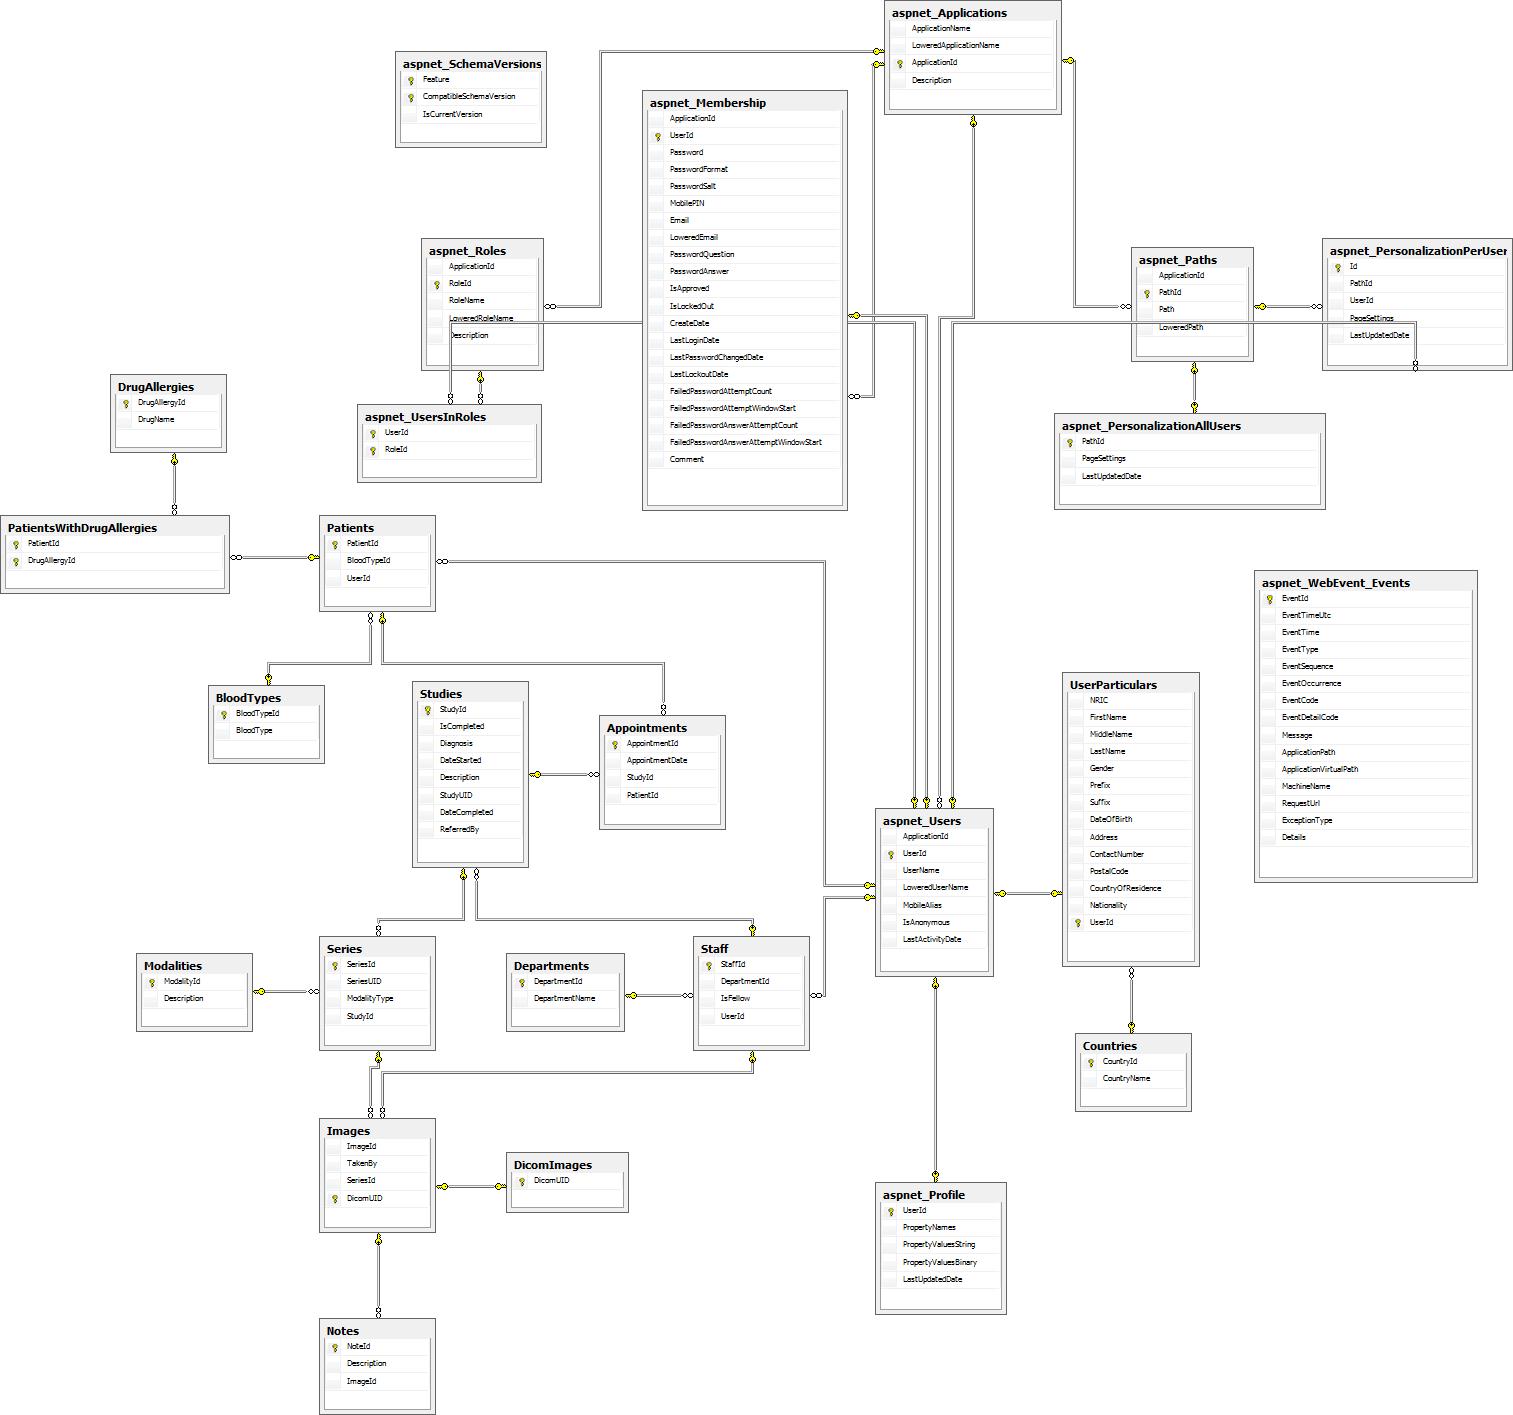 aspnet_Applications
ApplicationName
LoweredApplicationName
ApplicationId
Description
aspnet_SchemaVersions
Feature
CompatibleSchemaVersion
IsCurrentVersion
aspnet_Membership
ApplicationId
UserId
Password
PasswordFormat
PasswordSalt
MobilePIN
Email
LoweredEmail
PasswordQuestion
PasswordAnswer
IsApproved
IsLockedOut
CreateDate
LastLoginDate
LastPasswordChangedDate
LastLockoutDate
FailedPasswordAttemptCount
FailedPasswordAttemptWindowStart
FailedPasswordAnswerAttemptCount
FailedPasswordAnswerAttemptWindowStart
Comment
aspnet_Roles
ApplicationId
RoleId
RoleName
LoweredRoleName
Description
aspnet_Paths
ApplicationId
PathId
Path
LoweredPath
aspnet_PersonalizationPerUser
Id
PathId
UserId
PageSettings
LastUpdatedDate
DrugAllergies
DrugAllergyId
DrugName
aspnet_UsersInRoles
UserId
RoleId
aspnet_PersonalizationAllUsers
PathId
PageSettings
LastUpdatedDate
PatientsWithDrugAllergies
PatientId
DrugAllergyId
Patients
PatientId
BloodTypeId
UserId
aspnet_WebEvent_Events
EventId
EventTimeUtc
EventTime
EventType
EventSequence
EventOccurrence
EventCode
EventDetailCode
Message
ApplicationPath
ApplicationVirtualPath
MachineName
RequestUrl
ExceptionType
Details
BloodTypes
BloodTypeId
BloodType
Studies
StudyId
IsCompleted
Diagnosis
DateStarted
Description
StudyUID
DateCompleted
ReferredBy
Appointments
AppointmentId
AppointmentDate
StudyId
PatientId
UserParticulars
NRIC
FirstName
MiddleName
LastName
Gender
Prefix
Suffix
DateOfBirth
Address
ContactNumber
PostalCode
CountryOfResidence
Nationality
UserId
aspnet_Users
ApplicationId
UserId
UserName
LoweredUserName
MobileAlias
IsAnonymous
LastActivityDate
Modalities
ModalityId
Description
Series
SeriesId
SeriesUID
ModalityType
StudyId
Departments
DepartmentId
DepartmentName
Staff
StaffId
DepartmentId
IsFellow
UserId
Countries
CountryId
CountryName
Images
ImageId
TakenBy
SeriesId
DicomUID
DicomImages
DicomUID
aspnet_Profile
UserId
PropertyNames
PropertyValuesString
PropertyValuesBinary
LastUpdatedDate
Notes
NoteId
Description
ImageId